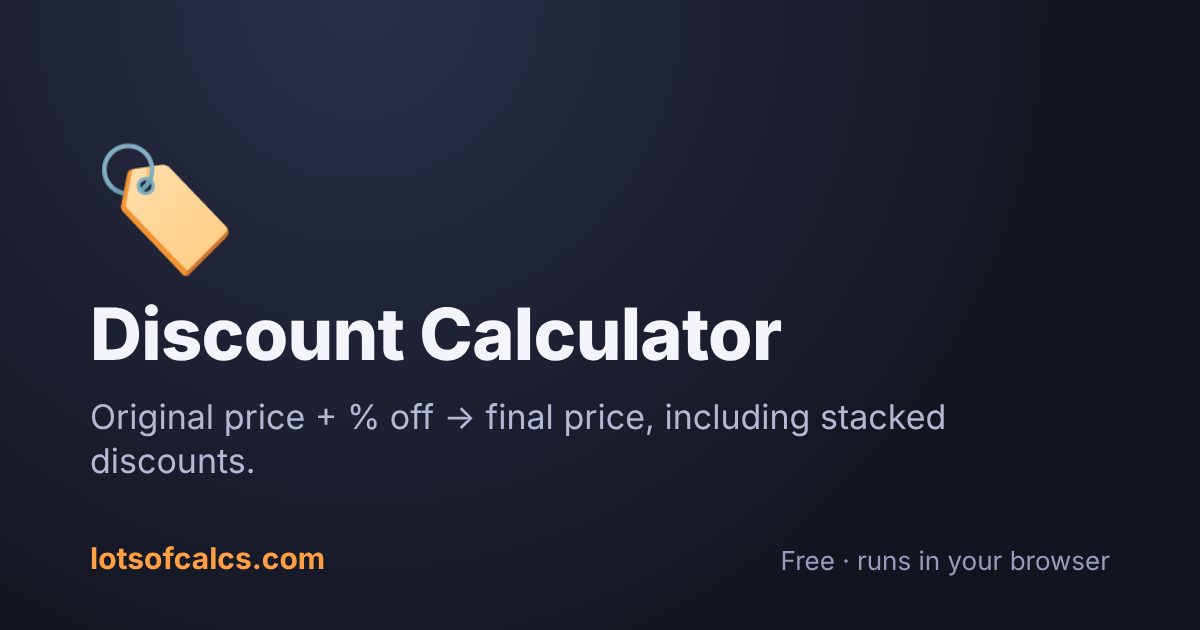 Discount Calculator
Original price + % off → final price, including stacked
discounts.
lotsofcalcs.com
Free · runs in your browser